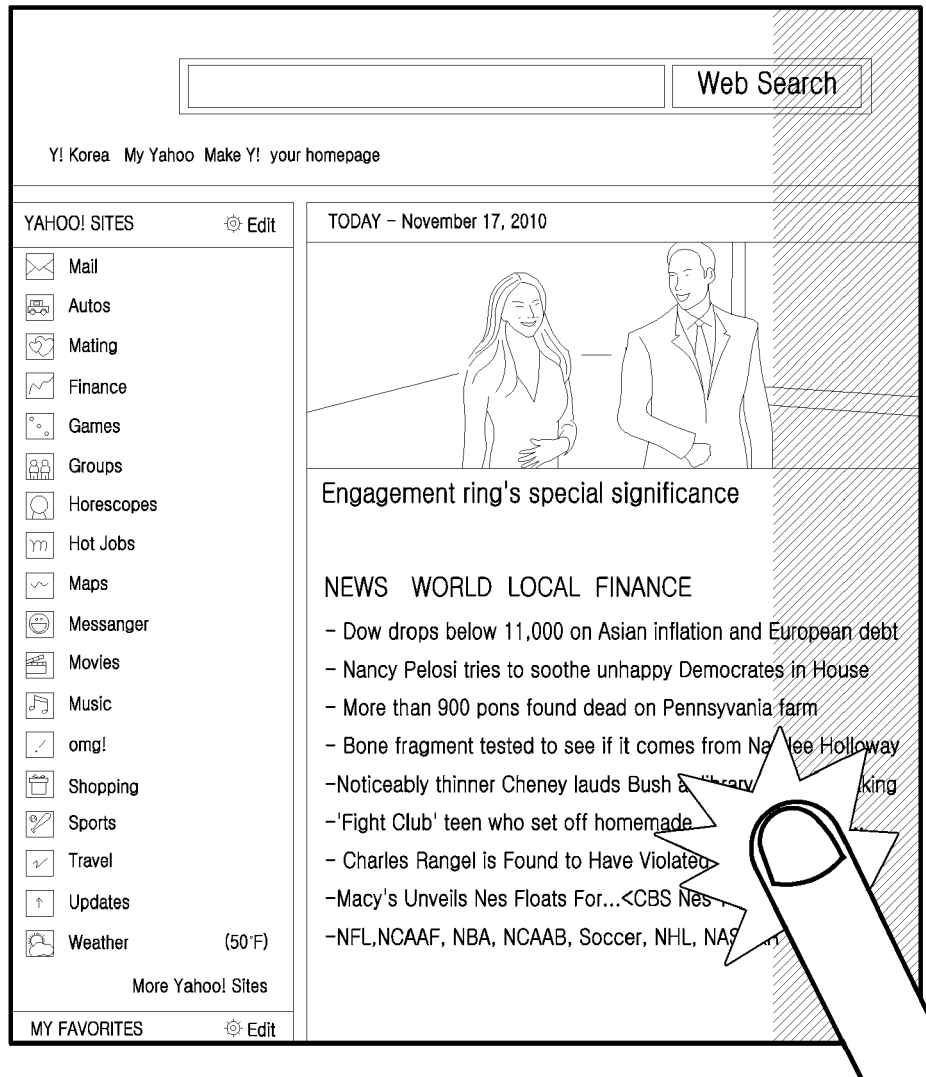 Web Search
Y! Korea My Yahoo Make Y! your homepage
YAHOO! SITES Edit
Mail
Autos
Mating
Finance
Games
Groups
Horescopes
Hot Jobs
Maps
Messanger
Movies
Music
omg!
Shopping
Sports
Travel
Updates
Weather (50°F)
More Yahoo! Sites
MY FAVORITES Edit
TODAY – November 17, 2010
Engagement ring's special significance
NEWS WORLD LOCAL FINANCE
– Dow drops below 11,000 on Asian inflation and European debt
– Nancy Pelosi tries to soothe unhappy Democrates in House
– More than 900 pons found dead on Pennsyvania farm
– Bone fragment tested to see if it comes from Holloway
–Noticeably thinner Cheney lauds Bush
–'Fight Club' teen who set off homemade
– Charles Rangel is Found to Have Violated
–Macy's Unveils Nes Floats For...<CBS Nes
–NFL,NCAAF, NBA, NCAAB, Soccer, NHL,